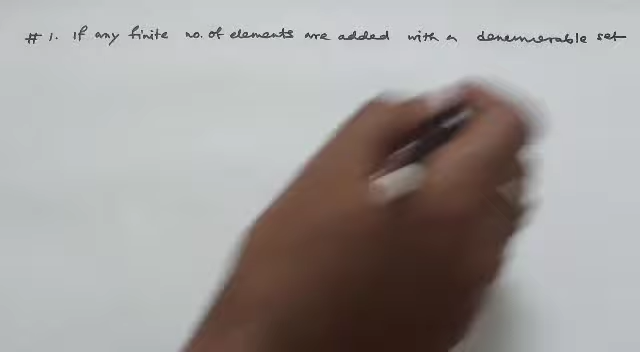 # 1. If any finite no. of elements are added with a denumerable set